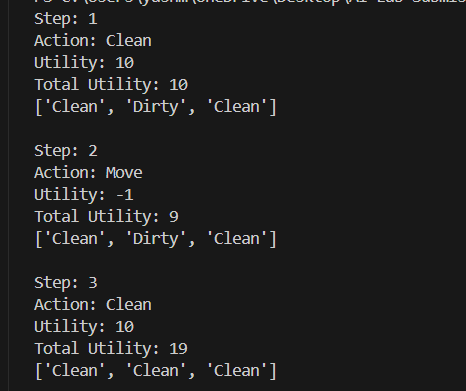 Step: 1
Action: Clean
Utility: 10
Total Utility: 10
['Clean', 'Dirty', 'Clean']
Step: 2
Action: Move
Utility: -1
Total Utility: 9
['Clean', 'Dirty', 'Clean']
Step: 3
Action: Clean
Utility: 10
Total Utility: 19
['Clean', 'Clean', 'Clean']